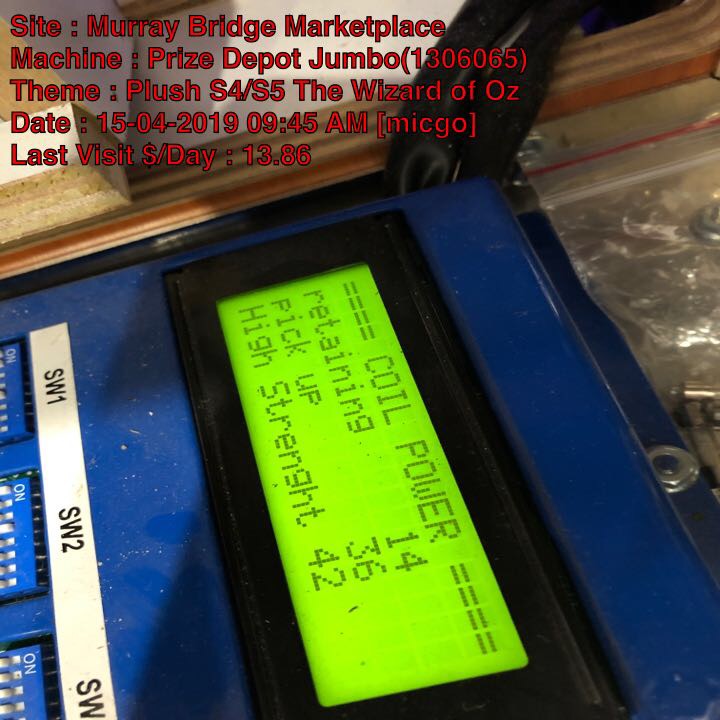 Site : Murray Bridge Marketplace
Machine : Prize Depot Jumbo(1306065)
Theme : Plush S4/S5 The Wizard of Oz
Date : 15-04-2019 09:45 AM [micgo]
Last Visit $/Day : 13.86
==== COIL POWER ====
retaining 14
Pick uP 36
High Strenght 42
ON
SW1
ON
SW2
ON
SW